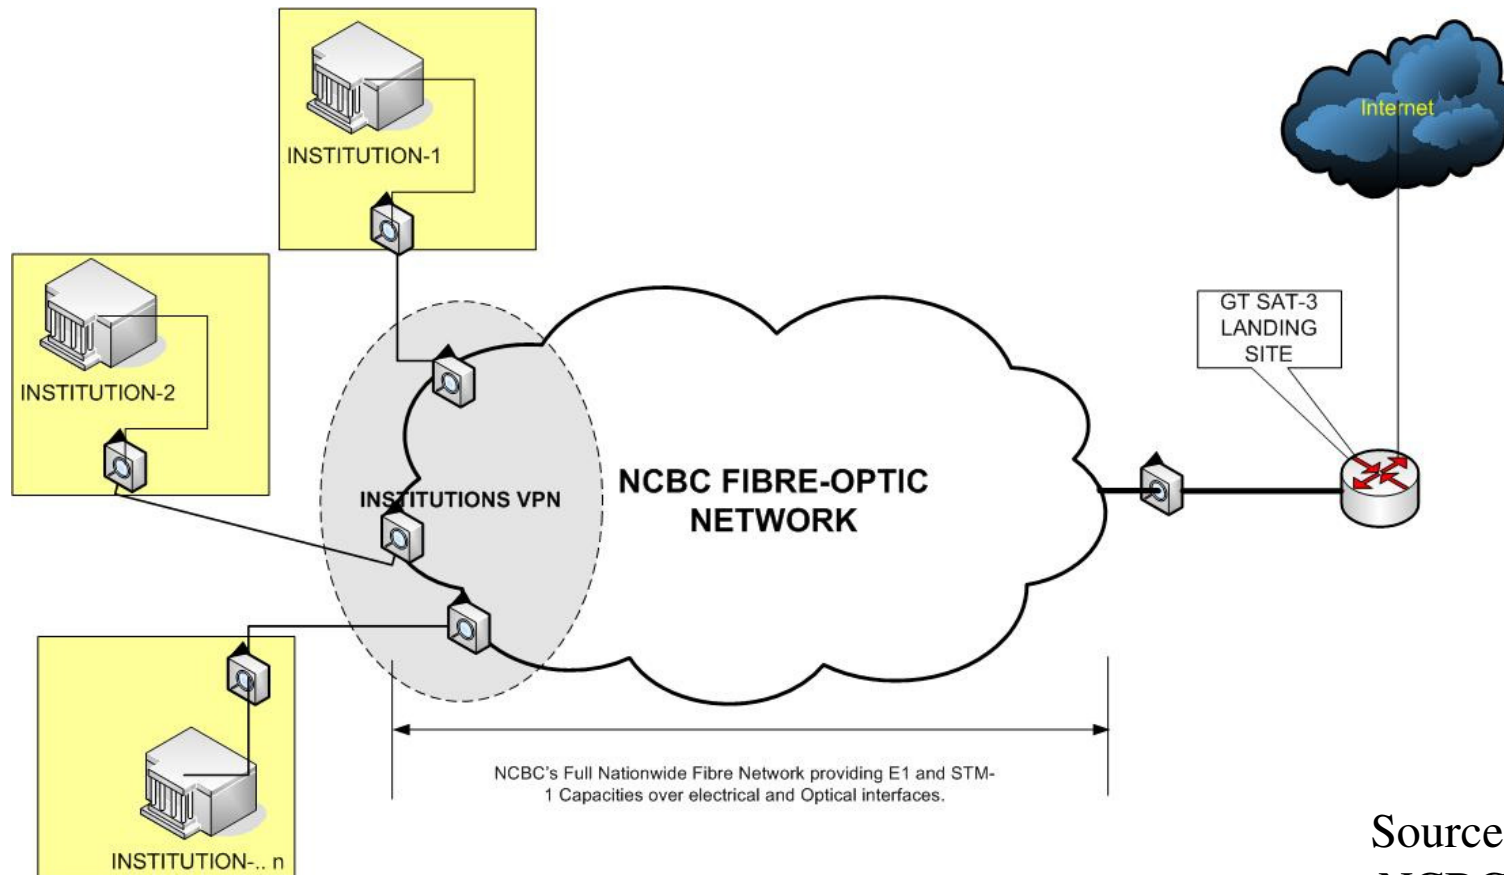 INSTITUTION-1
Internet
INSTITUTION-2
GT SAT-3
LANDING
SITE
INSTITUTIONS VPN
NCBC FIBRE-OPTIC
NETWORK
NCBC's Full Nationwide Fibre Network providing E1 and STM-
1 Capacities over electrical and Optical interfaces.
INSTITUTION-.. n
Source